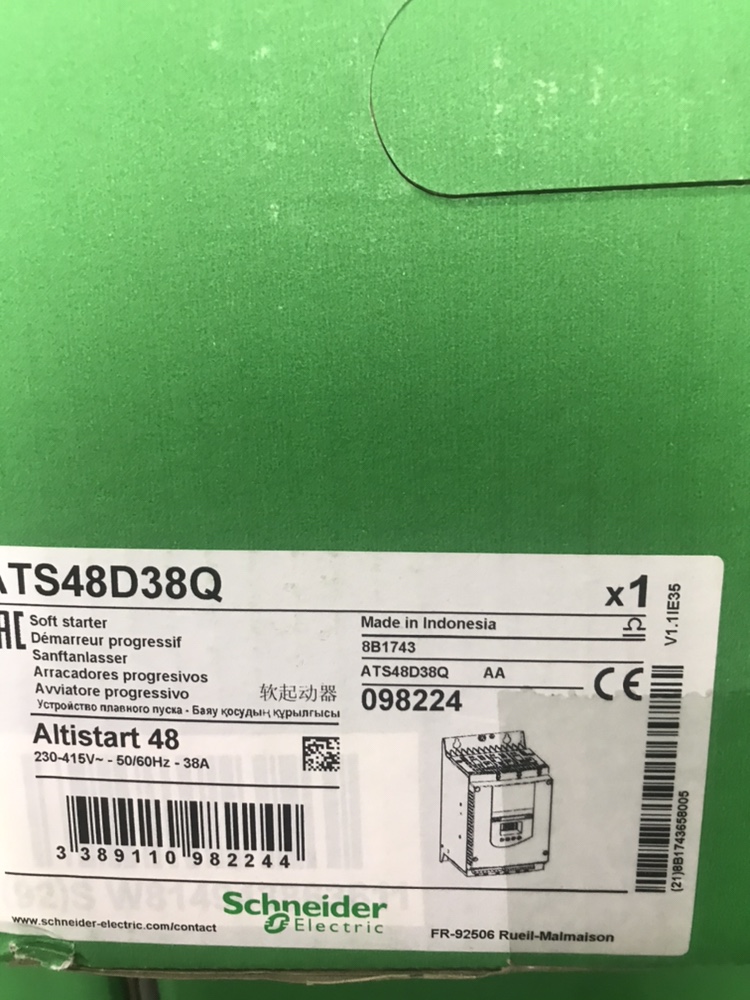 ATS48D38Q
x1
EAC
Soft starter
Démarreur progressif
Sanftanlasser
Arracadores progresivos
Avviatore progressivo
软起动器
Устройство плавного пуска - Баяу қосудың құрылғысы
Altistart 48
230-415V~ - 50/60Hz - 38A
3 389110 982244
Made in Indonesia
8B1743
ATS48D38Q AA
098224
CE
V1.1IE35
(21)8B1743658005
Schneider
Electric
www.schneider-electric.com/contact
FR-92506 Rueil-Malmaison